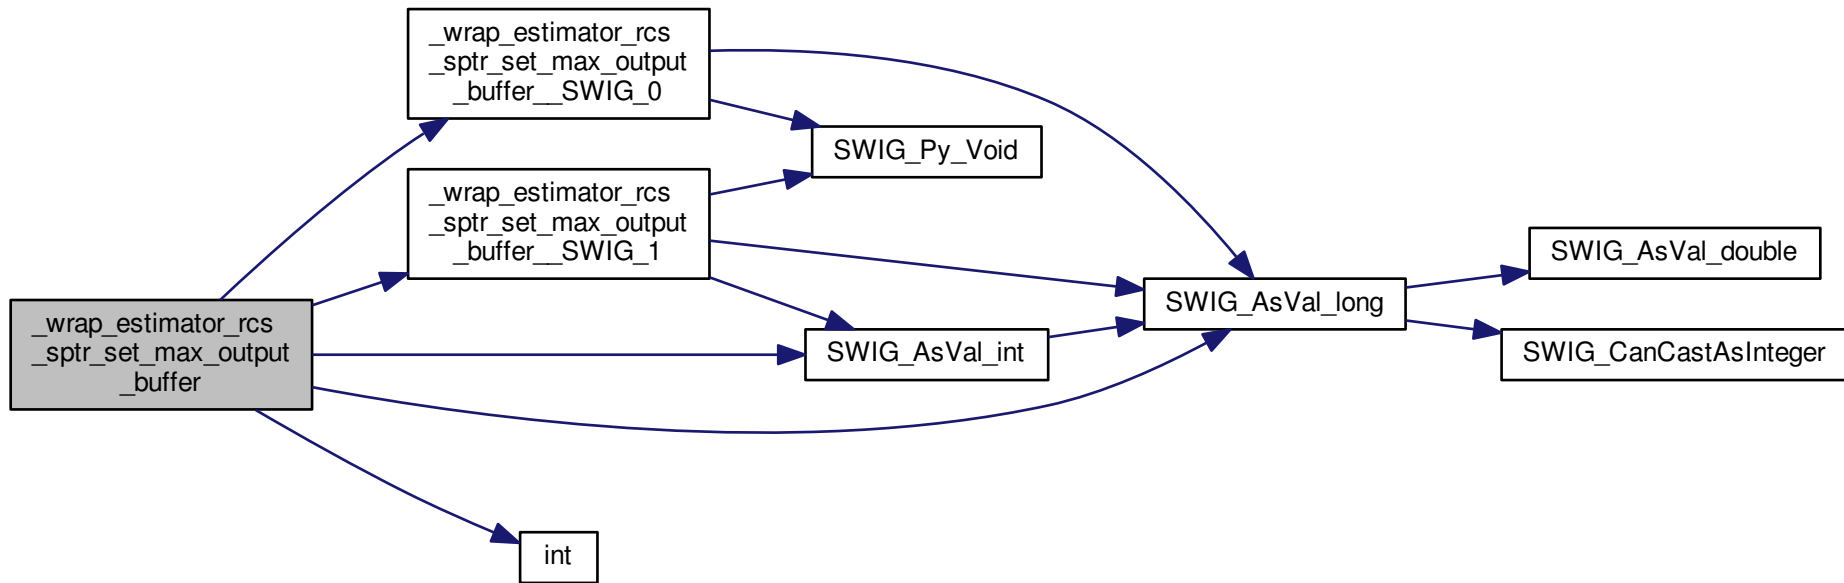 _wrap_estimator_rcs
_sptr_set_max_output
_buffer__SWIG_0
SWIG_Py_Void
_wrap_estimator_rcs
_sptr_set_max_output
_buffer__SWIG_1
SWIG_AsVal_double
SWIG_AsVal_long
_wrap_estimator_rcs
_sptr_set_max_output
_buffer
SWIG_AsVal_int
SWIG_CanCastAsInteger
int